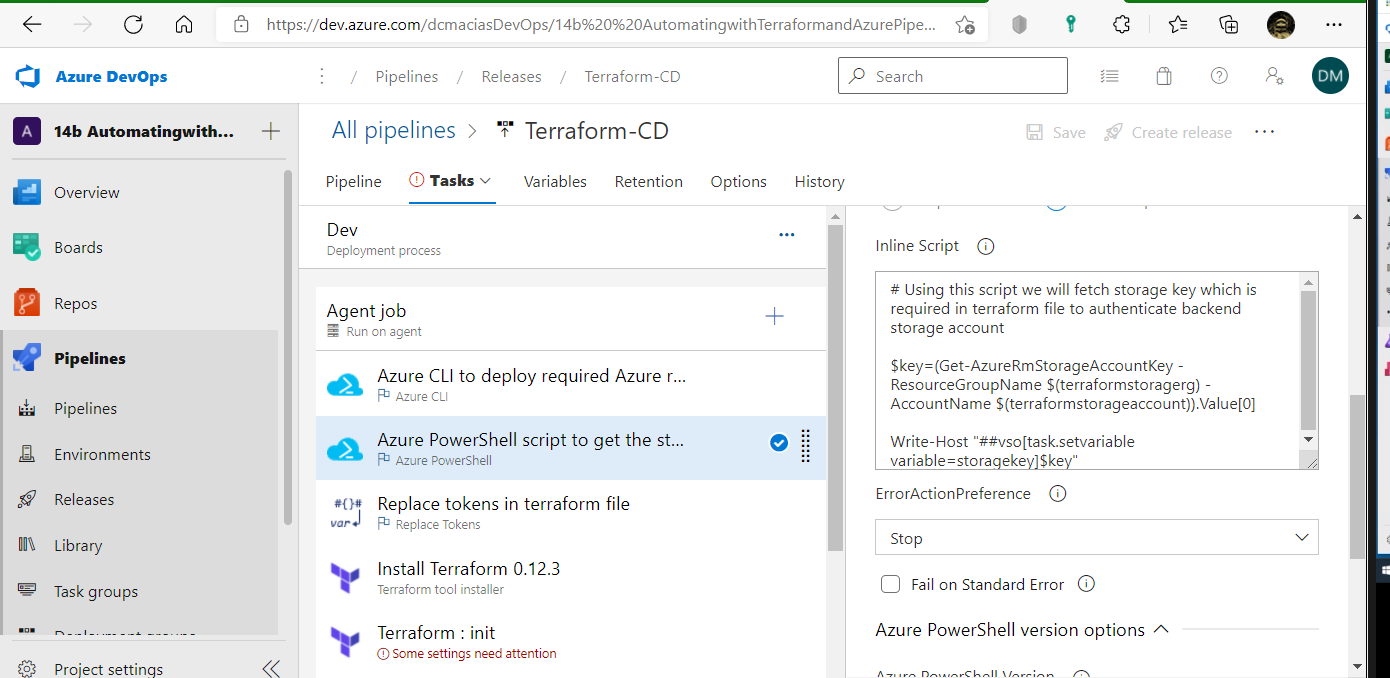 https://dev.azure.com/dcmaciasDevOps/14b%20%20AutomatingwithTerraformandAzurePipe...
Azure DevOps
/ Pipelines / Releases / Terraform-CD
Search
DM
A 14b Automatingwith...
Overview
Boards
Repos
Pipelines
Pipelines
Environments
Releases
Library
Task groups
Deployment groups
Project settings
All pipelines > Terraform-CD
Save
Create release
Pipeline
Tasks
Variables
Retention
Options
History
Dev
Deployment process
Agent job
Run on agent
Azure CLI to deploy required Azure r...
Azure CLI
Azure PowerShell script to get the st...
Azure PowerShell
#{}#
var
Replace tokens in terraform file
Replace Tokens
Install Terraform 0.12.3
Terraform tool installer
Terraform : init
Some settings need attention
Inline Script
# Using this script we will fetch storage key which is
required in terraform file to authenticate backend
storage account
$key=(Get-AzureRmStorageAccountKey -
ResourceGroupName $(terraformstoragerg) -
AccountName $(terraformstorageaccount)).Value[0]
Write-Host "##vso[task.setvariable
variable=storagekey]$key"
ErrorActionPreference
Stop
Fail on Standard Error
Azure PowerShell version options
Azure PowerShell Version